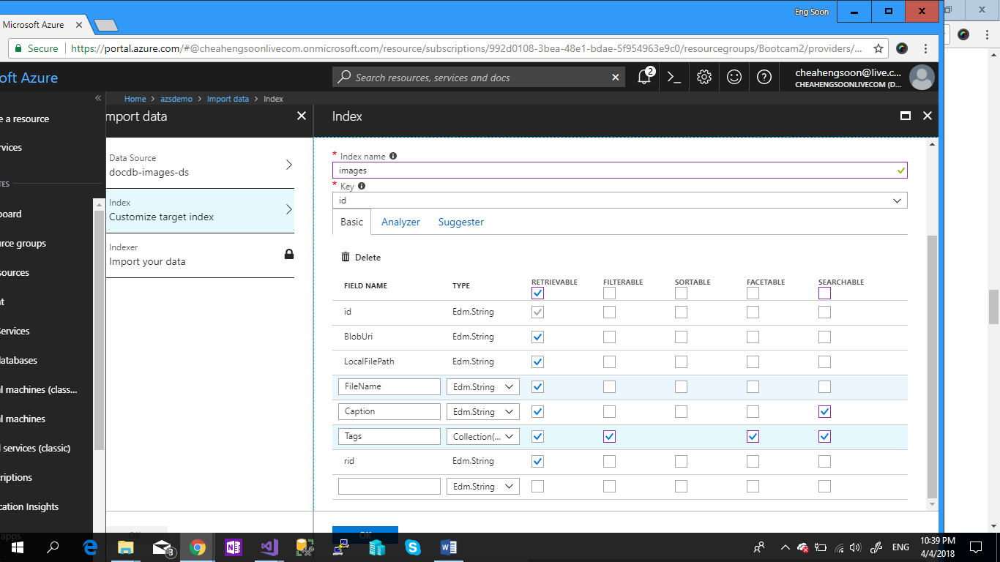 Eng Soon
Microsoft Azure
Secure https://portal.azure.com/#@cheahengsoonlivecom.onmicrosoft.com/resource/subscriptions/992d0108-3bea-48e1-bdae-5f954963e9c0/resourcegroups/Bootcam2/providers/...
oft Azure
Search resources, services and docs
2
cheahengsoon@live.c...
CHEAHENGSOONLIVECOM (D...
Home > azsdemo > Import data > Index
e a resource
rvices
TES
board
rce groups
sources
nt
Services
atabases
l machines (class...
l machines
l services (classic)
riptions
cation Insights
apps
mport data
Data Source
docdb-images-ds
Index
Customize target index
Indexer
Import your data
OK
Index
* Index name
images
* Key
id
Basic Analyzer Suggester
Delete
FIELD NAME TYPE RETRIEVABLE FILTERABLE SORTABLE FACETABLE SEARCHABLE
id Edm.String
BlobUri Edm.String
LocalFilePath Edm.String
FileName Edm.String
Caption Edm.String
Tags Collection(...
rid Edm.String
Edm.String
OK
3
ENG
10:39 PM
4/4/2018